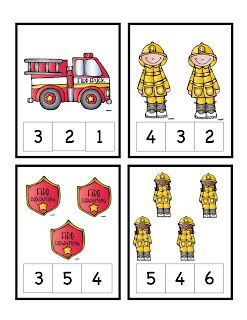 FIRE TRUCK
3 2 1
4 3 2
FIRE
DEPARTMENT
FIRE
DEPARTMENT
FIRE
DEPARTMENT
3 5 4
5 4 6